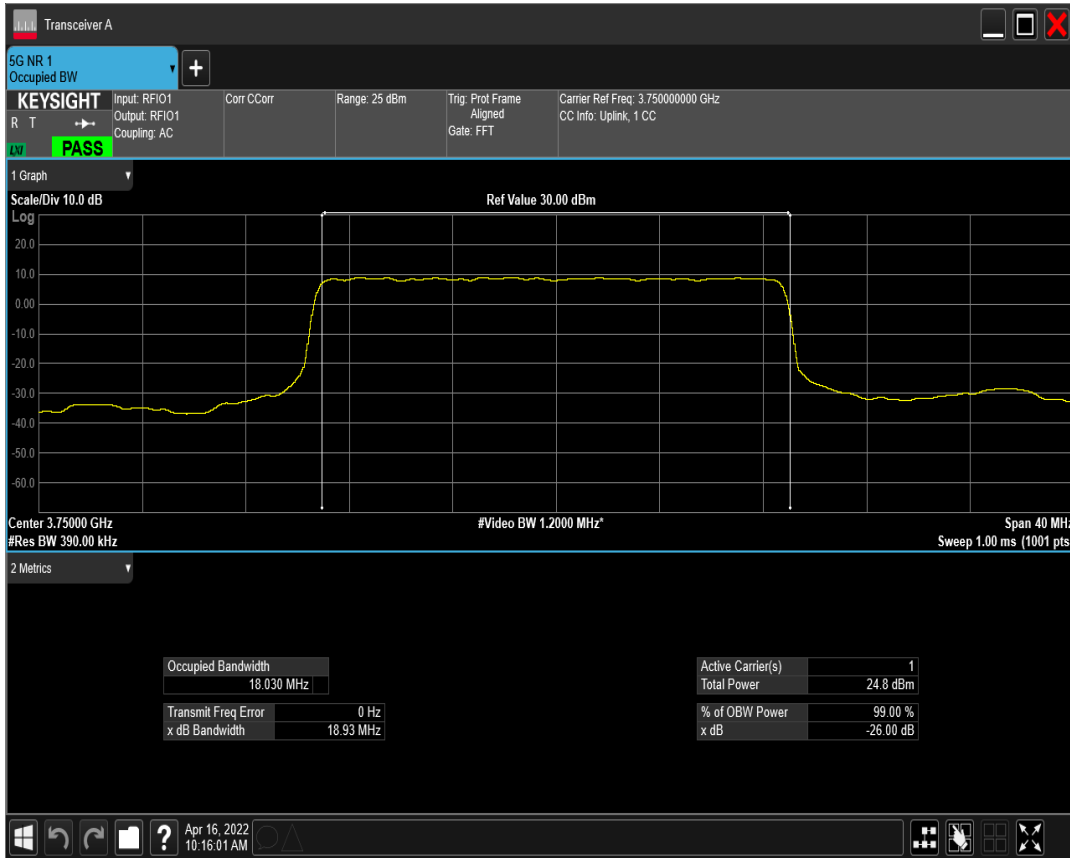 Transceiver A
5G NR 1
Occupied BW
+
KEYSIGHT
R T
LXI
PASS
Input: RFIO1
Output: RFIO1
Coupling: AC
Corr CCorr
Range: 25 dBm
Trig: Prot Frame
Aligned
Gate: FFT
Carrier Ref Freq: 3.750000000 GHz
CC Info: Uplink, 1 CC
1 Graph
Scale/Div 10.0 dB
Ref Value 30.00 dBm
Log
20.0
10.0
0.00
-10.0
-20.0
-30.0
-40.0
-50.0
-60.0
Center 3.75000 GHz
#Video BW 1.2000 MHz*
Span 40 MHz
#Res BW 390.00 kHz
Sweep 1.00 ms (1001 pts
2 Metrics
Occupied Bandwidth
18.030 MHz
Transmit Freq Error 0 Hz
x dB Bandwidth 18.93 MHz
Active Carrier(s) 1
Total Power 24.8 dBm
% of OBW Power 99.00 %
x dB -26.00 dB
?
Apr 16, 2022
10:16:01 AM